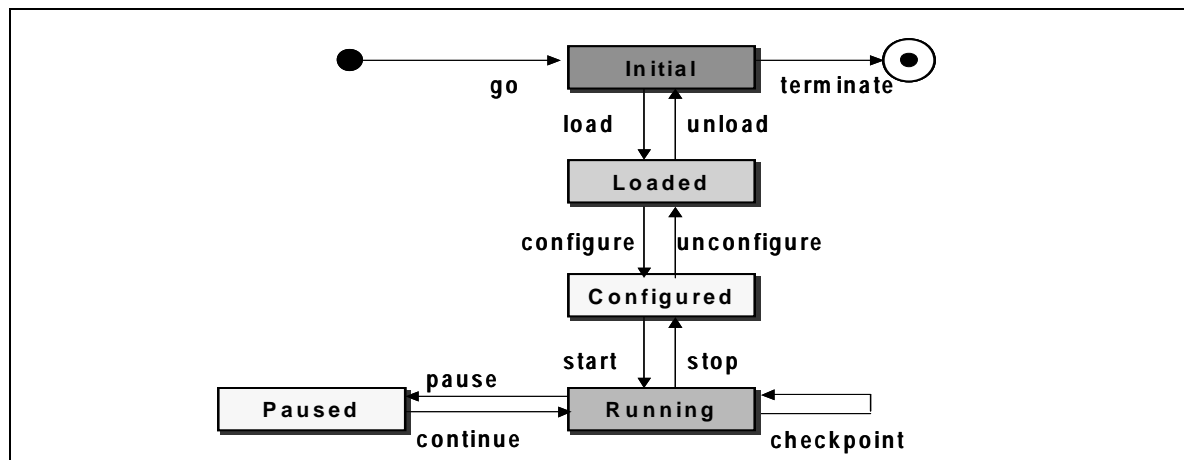 Initial
go
terminate
load unload
Loaded
configure unconfigure
Configured
start stop
pause
Paused
Running
continue
checkpoint